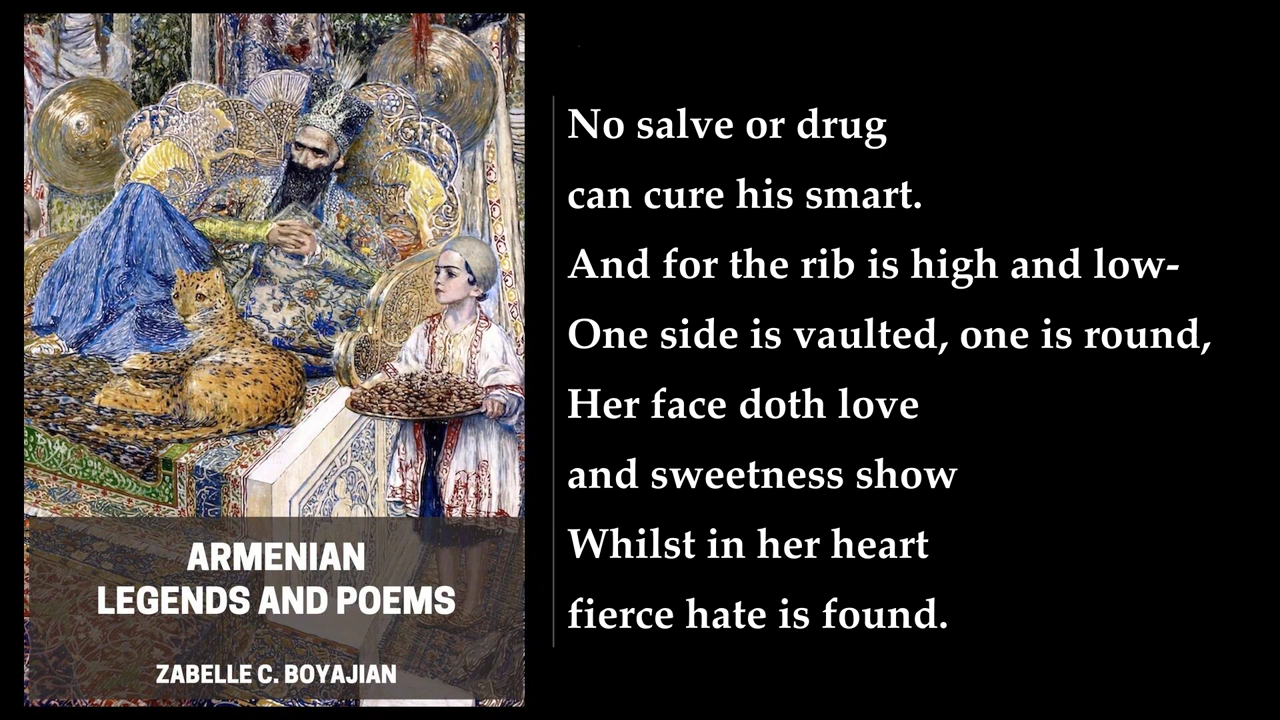 ARMENIAN
LEGENDS AND POEMS
ZABELLE C. BOYAJIAN
No salve or drug
can cure his smart.
And for the rib is high and low-
One side is vaulted, one is round,
Her face doth love
and sweetness show
Whilst in her heart
fierce hate is found.